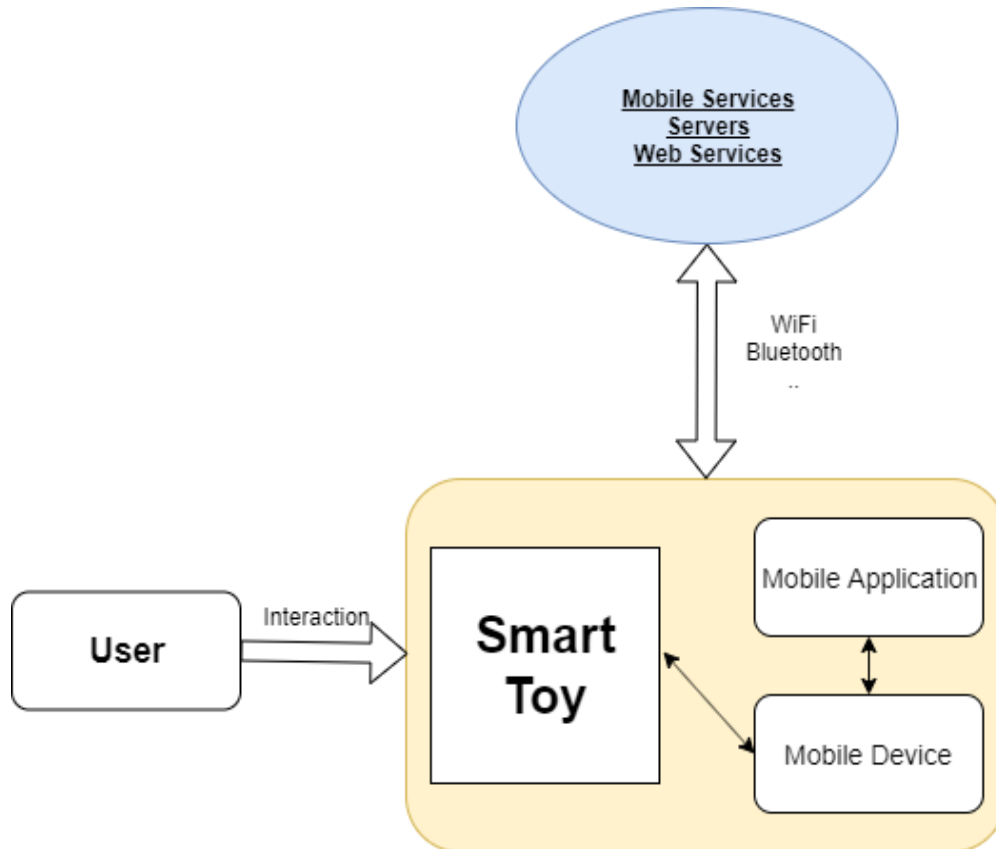 Mobile Services
Servers
Web Services
WiFi
Bluetooth
..
Mobile Application
User
Interaction
Smart
Toy
Mobile Device